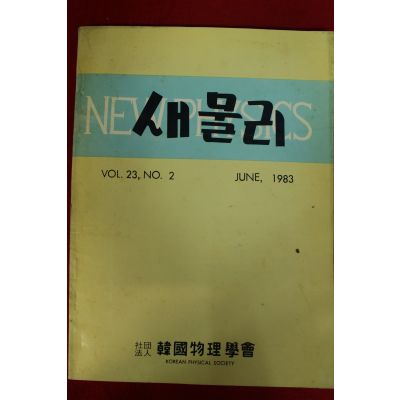 NEW PHYSICS
새물리
VOL. 23, NO. 2 JUNE, 1983
社団法人 韓國物理學會
KOREAN PHYSICAL SOCIETY